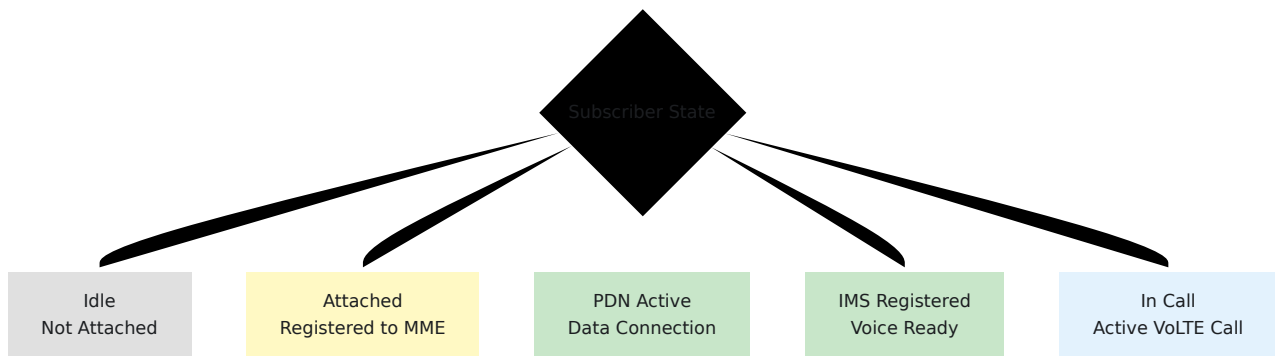 Subscriber State
Idle
Not Attached
Attached
Registered to MME
PDN Active
Data Connection
IMS Registered
Voice Ready
In Call
Active VoLTE Call